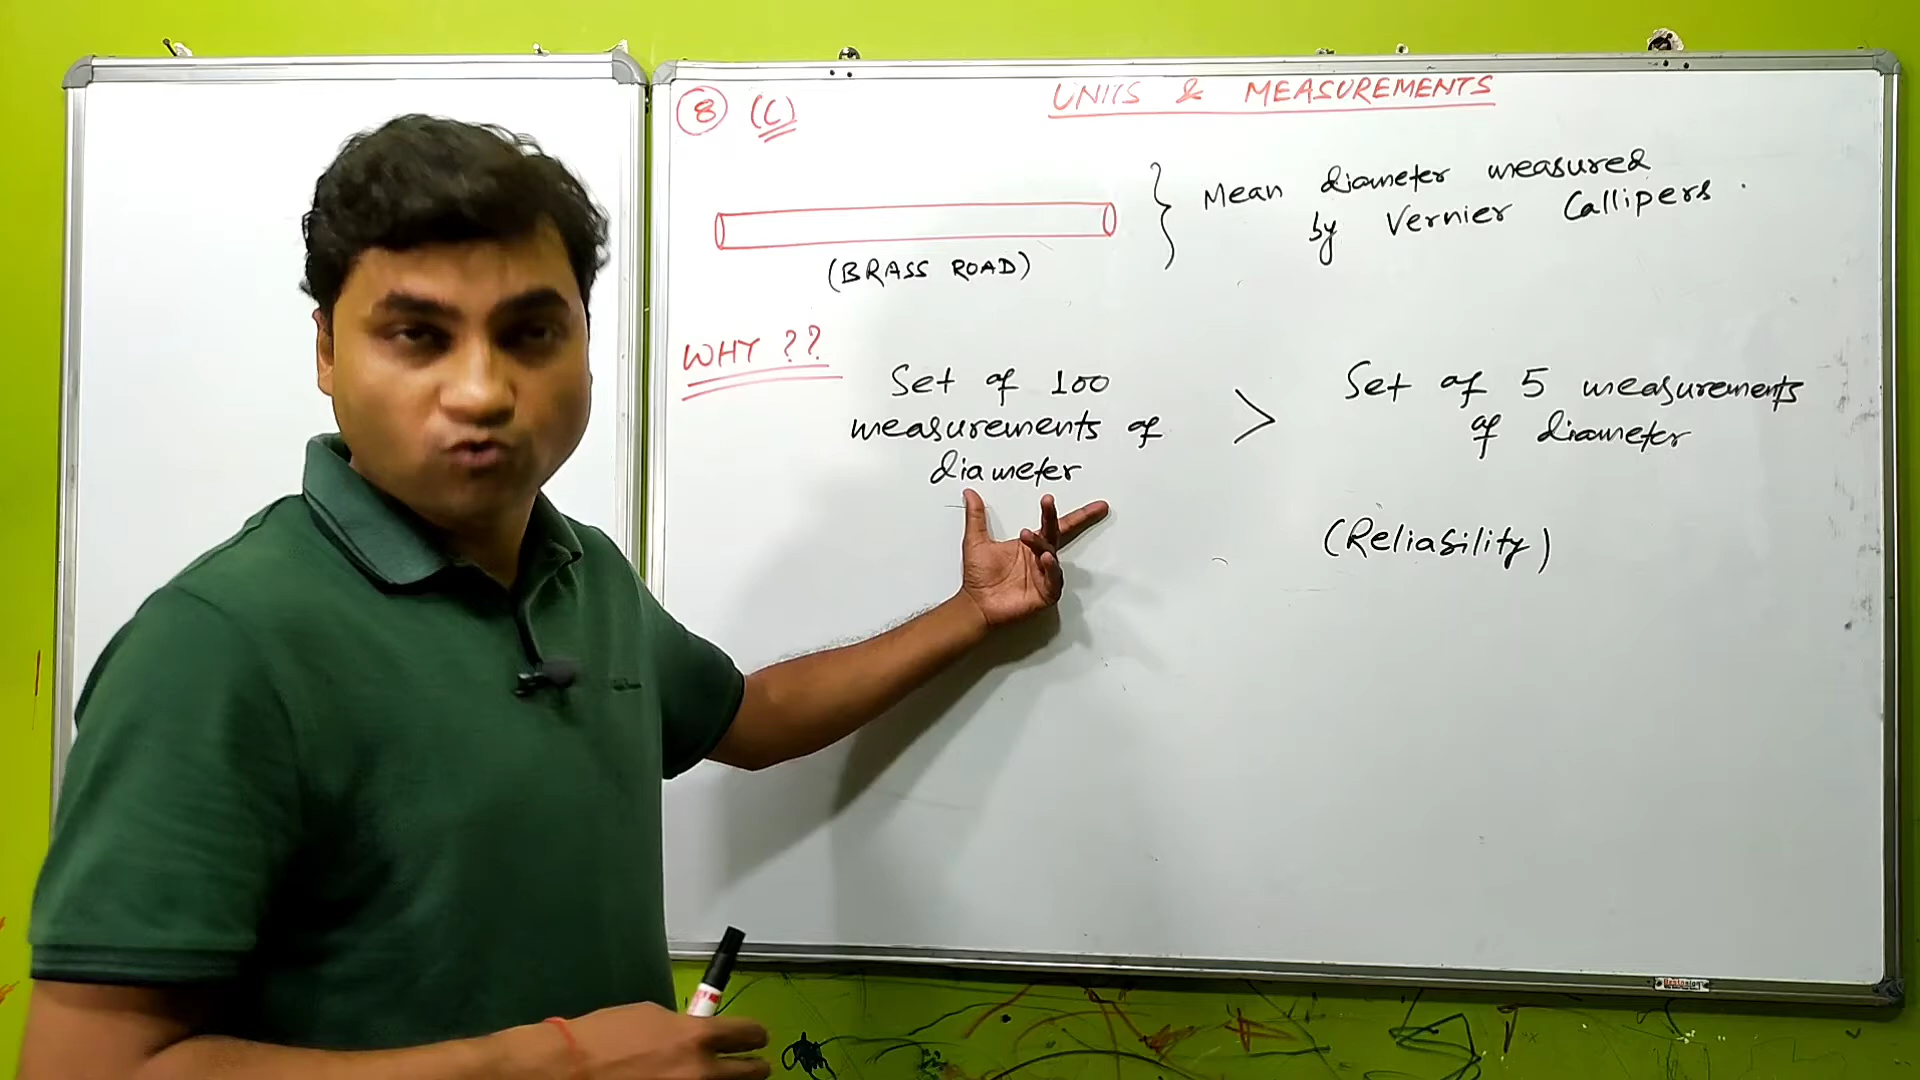 8 (C)
UNITS & MEASUREMENTS
Mean diameter measured
by Vernier Callipers.
(BRASS ROAD)
WHY ??
Set of 100
measurements of
diameter
>
Set of 5 measurements
of diameter
(Reliability)